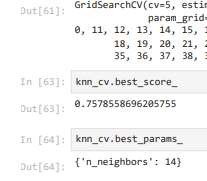 Out[61]: GridSearchCV(cv=5, estim
param_grid=
0, 11, 12, 13, 14, 15, 1
18, 19, 20, 21, 2
35, 36, 37, 38, 3
In [63]: knn_cv.best_score_
Out[63]: 0.7578558696205755
In [64]: knn_cv.best_params_
Out[64]: {'n_neighbors': 14}